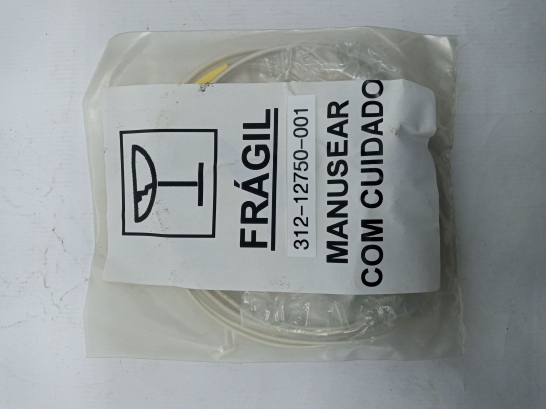 FRÁGIL
312-12750-001
MANUSEAR
COM CUIDADO